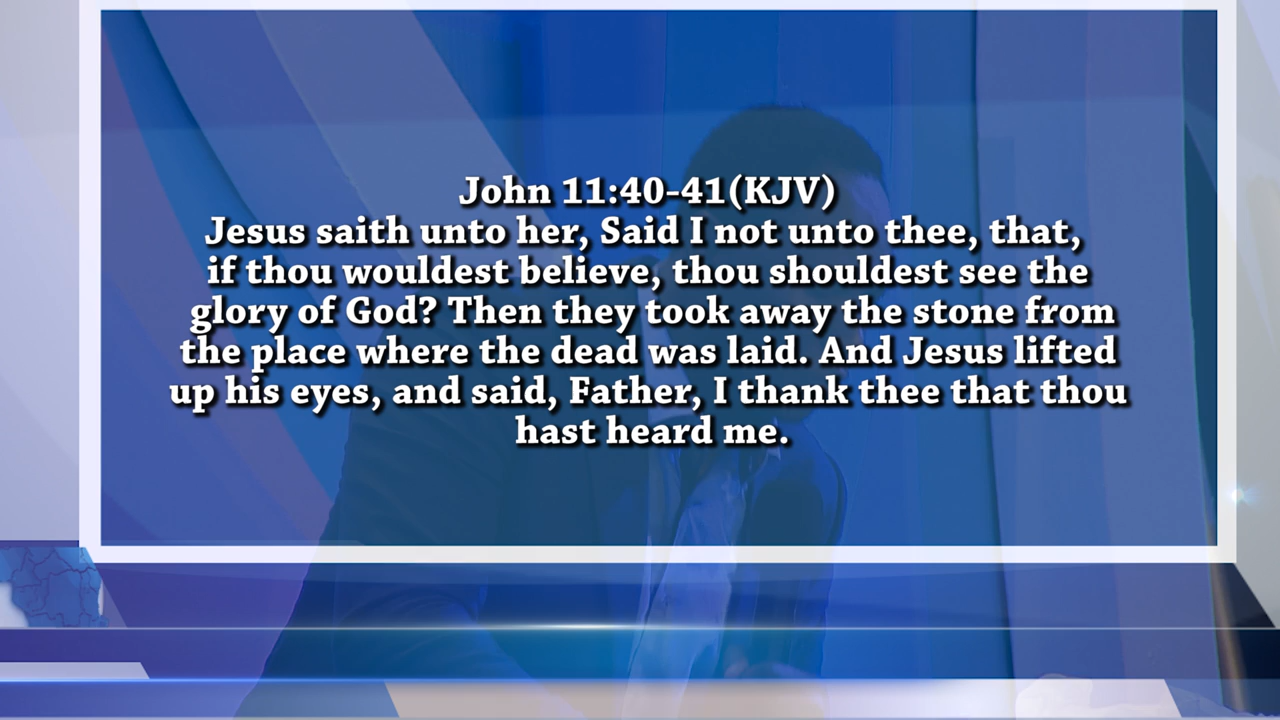 John 11:40-41(KJV)
Jesus saith unto her, Said I not unto thee, that,
if thou wouldest believe, thou shouldest see the
glory of God? Then they took away the stone from
the place where the dead was laid. And Jesus lifted
up his eyes, and said, Father, I thank thee that thou
hast heard me.